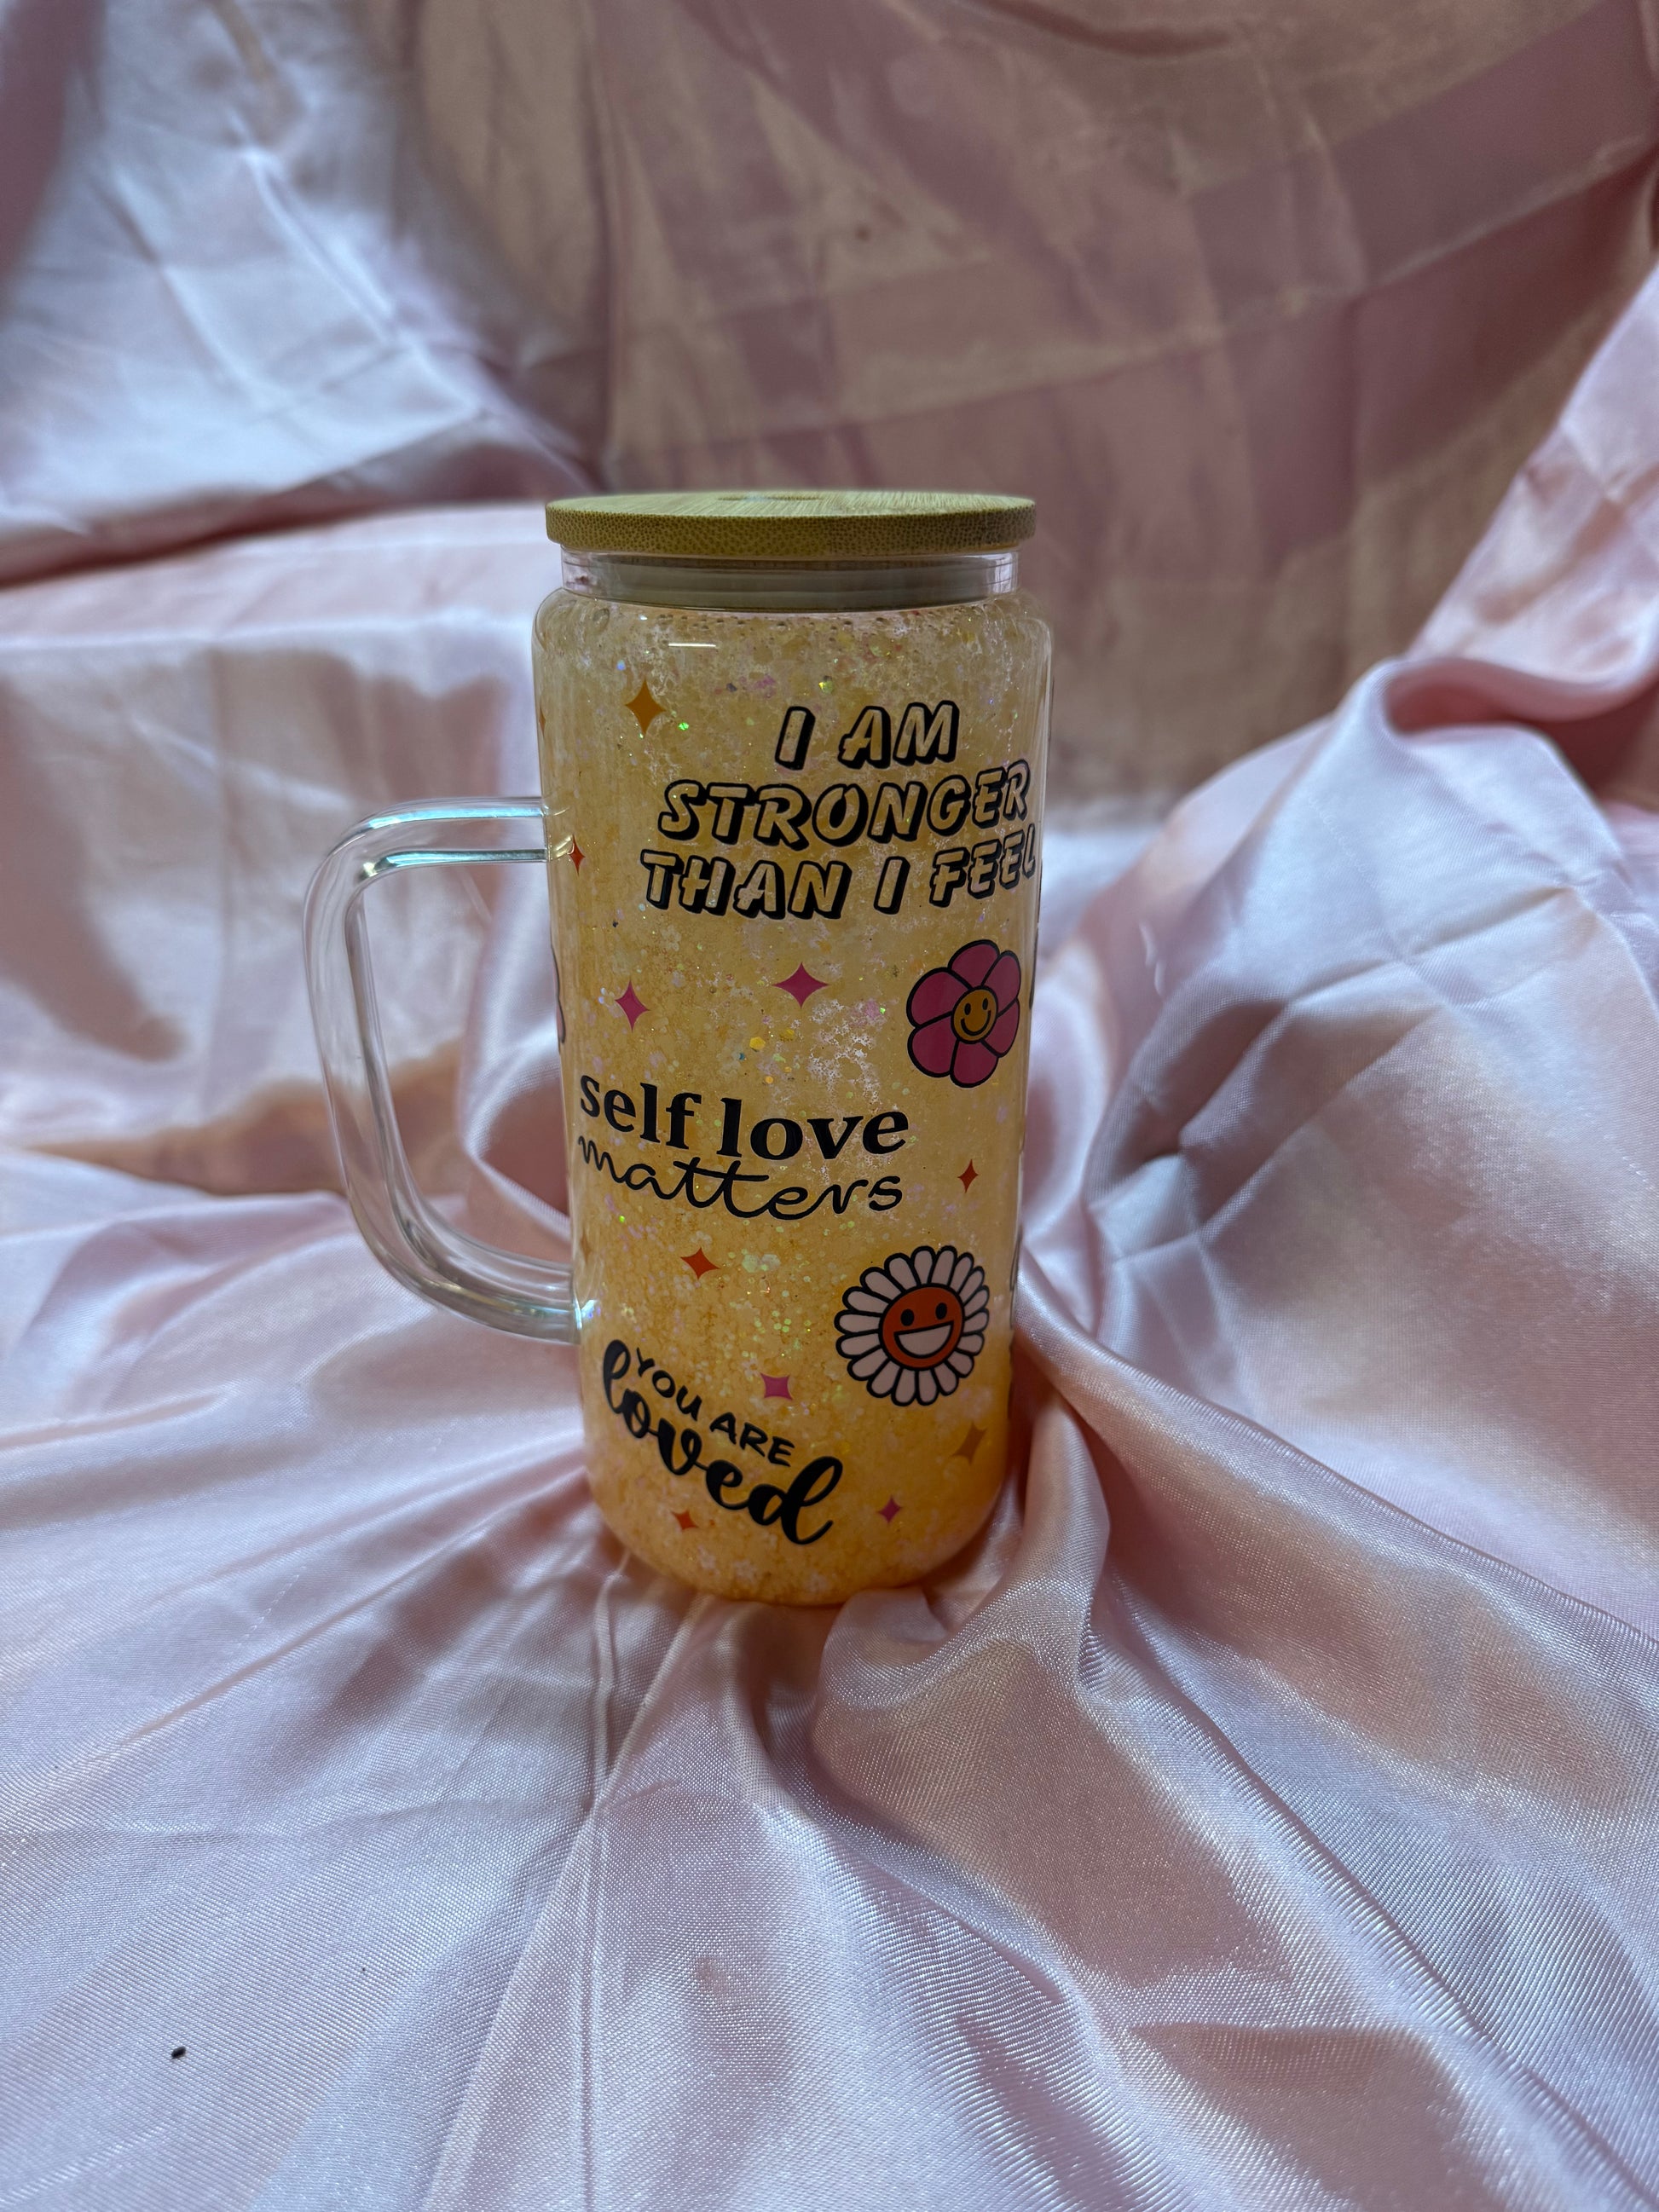 I AM
STRONGER
THAN I FEEL
self love
matters
YOU ARE
loved